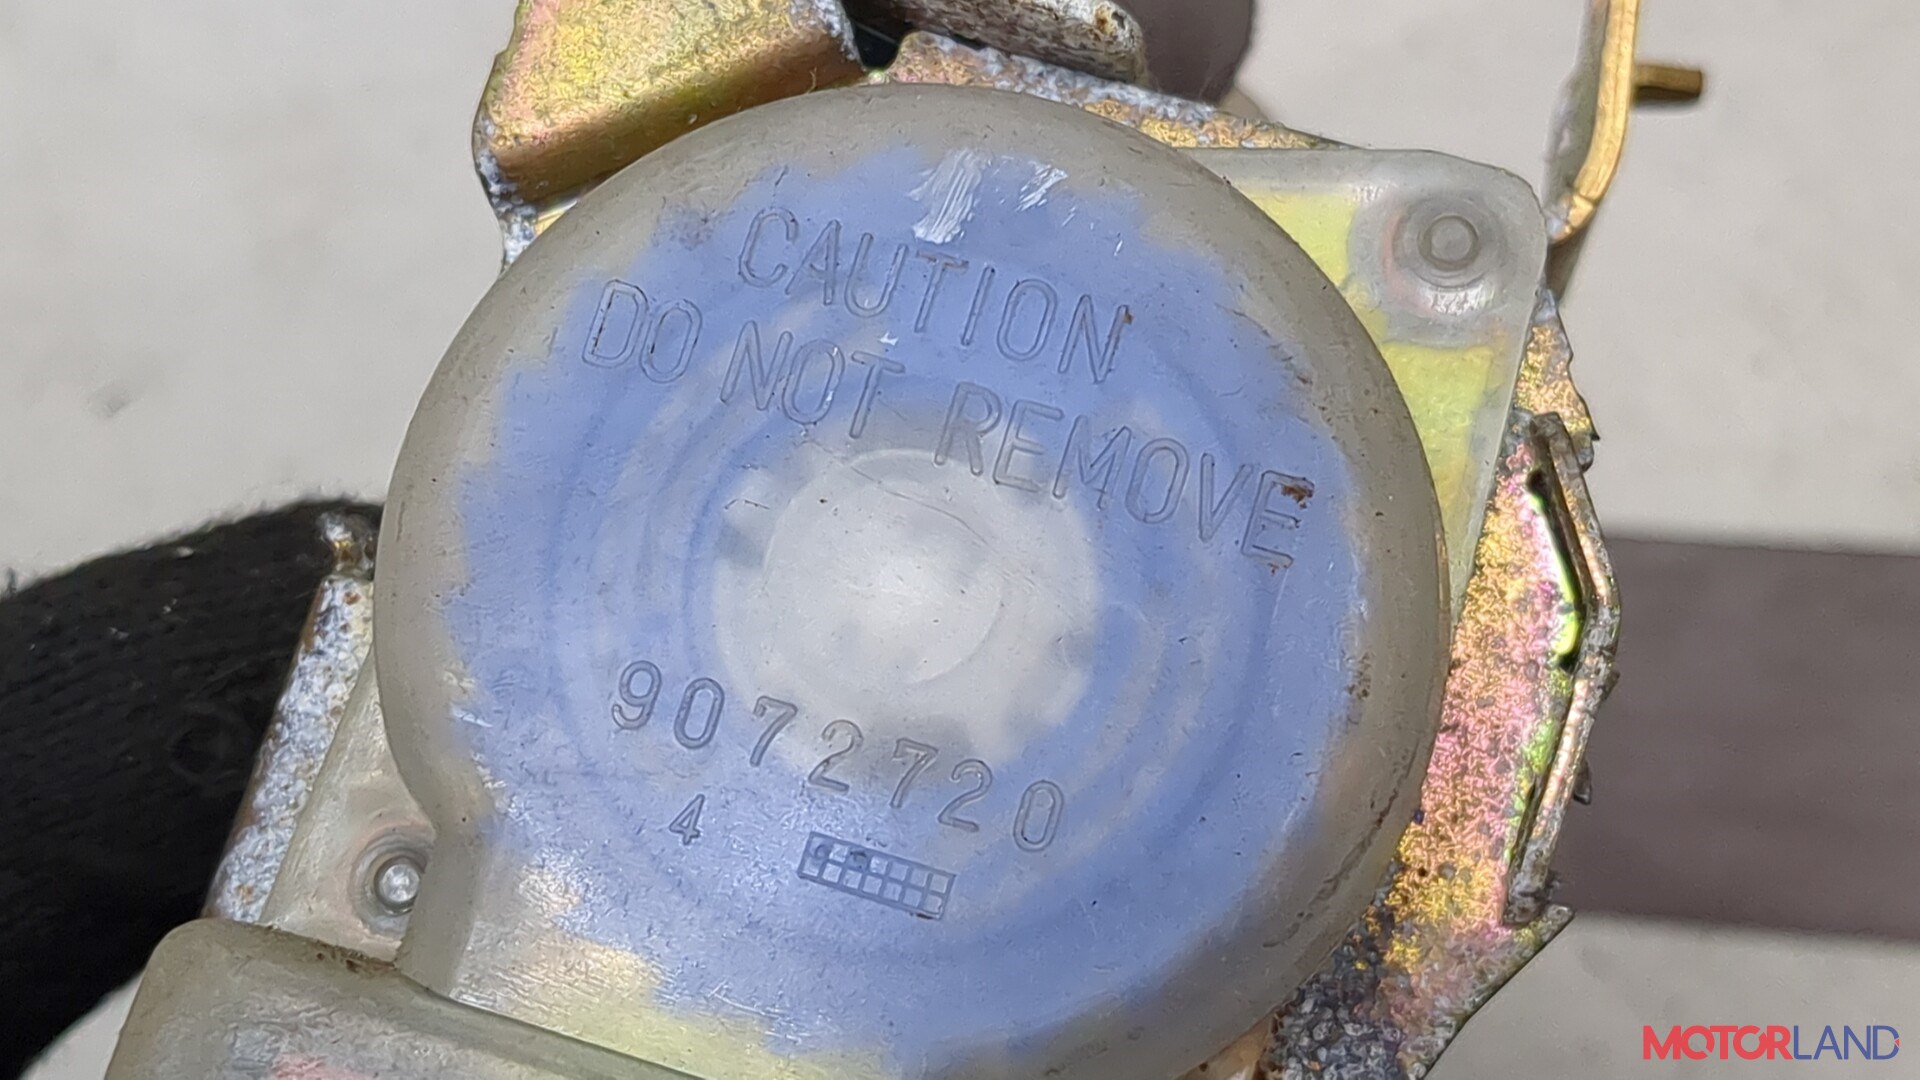 CAUTION
DO NOT REMOVE
9072720
4
MOTORLAND